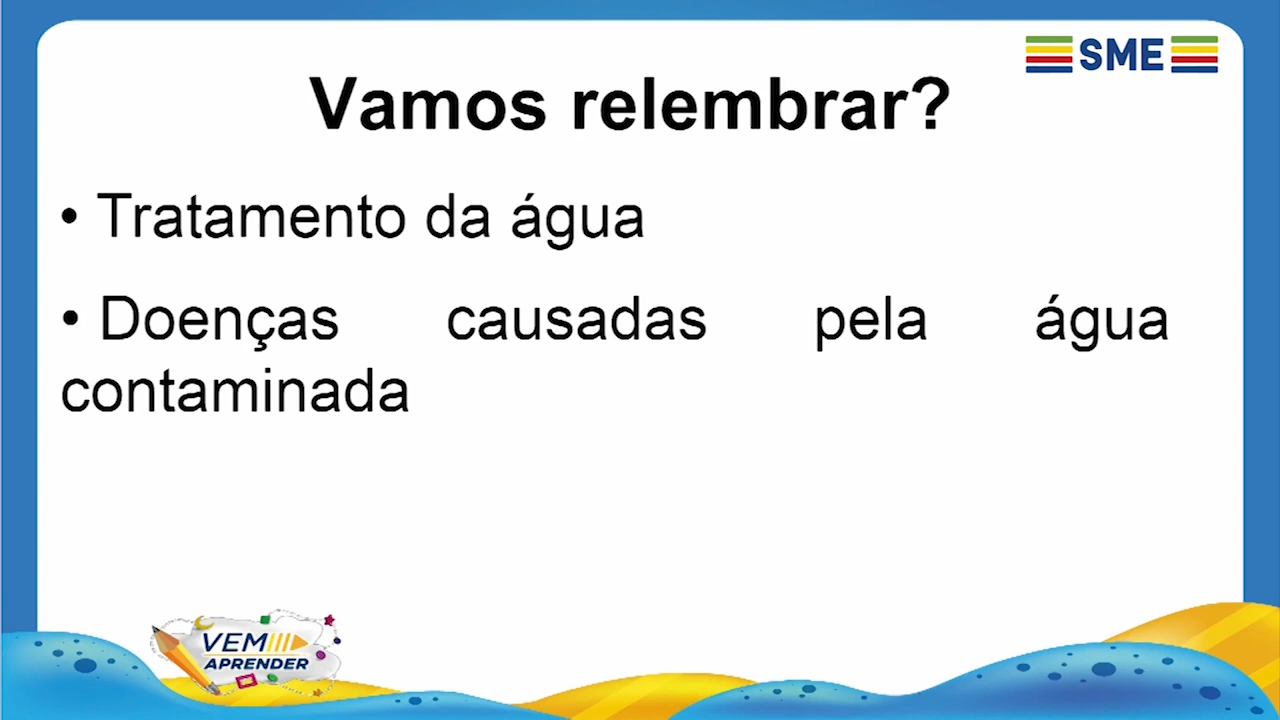 SME
Vamos relembrar?
• Tratamento da água
• Doenças causadas pela água
contaminada
VEM
APRENDER